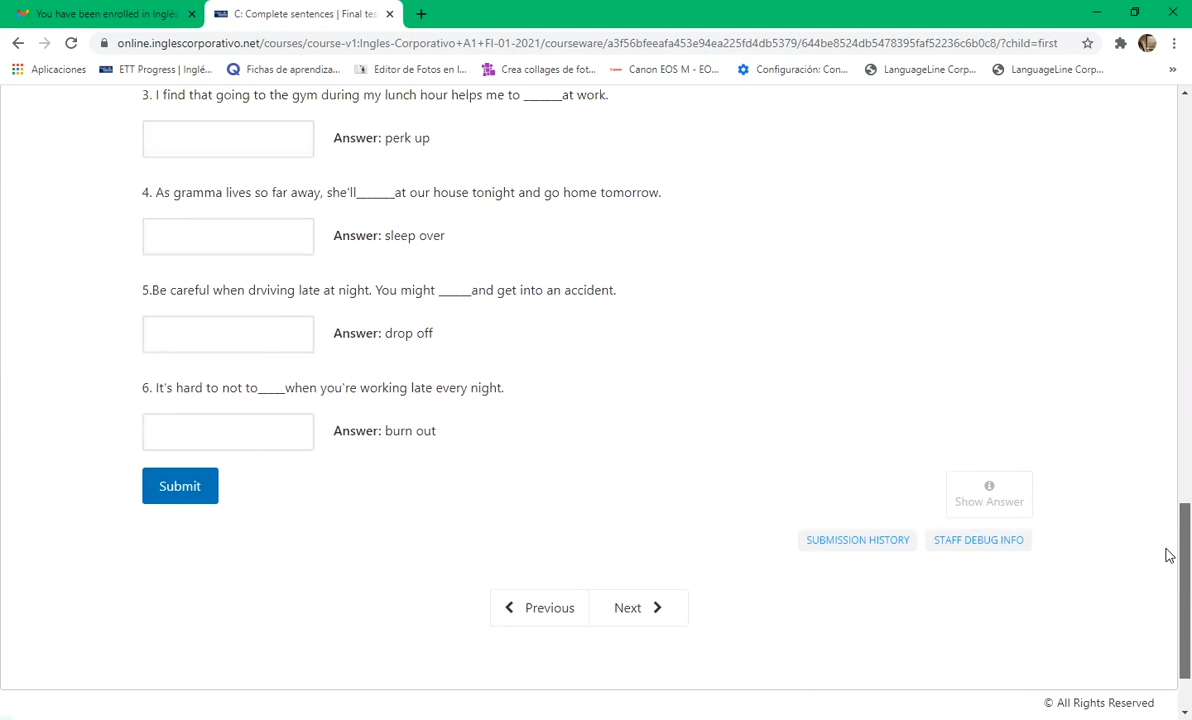 You have been enrolled in Inglés
C: Complete sentences | Final tes
online.inglescorporativo.net/courses/course-v1:Ingles-Corporativo+A1+FI-01-2021/courseware/a3f56bfeeafa453e94ea225fd4db5379/644be8524db5478395faf52236c6b0c8/?child=first
Aplicaciones
ETT Progress | Inglé...
Fichas de aprendiza...
Editor de Fotos en l...
Crea collages de fot...
Canon EOS M - EO...
Configuración: Con...
LanguageLine Corp...
LanguageLine Corp...
3. I find that going to the gym during my lunch hour helps me to ______at work.
Answer: perk up
4. As gramma lives so far away, she'll______at our house tonight and go home tomorrow.
Answer: sleep over
5.Be careful when drviving late at night. You might _____and get into an accident.
Answer: drop off
6. It's hard to not to____when you're working late every night.
Answer: burn out
Submit
Show Answer
SUBMISSION HISTORY
STAFF DEBUG INFO
Previous
Next
© All Rights Reserved